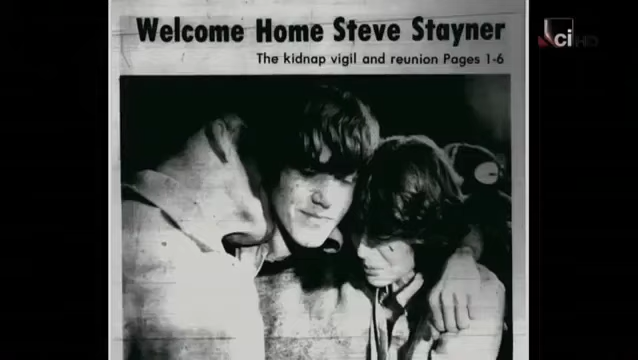 Welcome Home Steve Stayner
The kidnap vigil and reunion Pages 1-6
ci HD